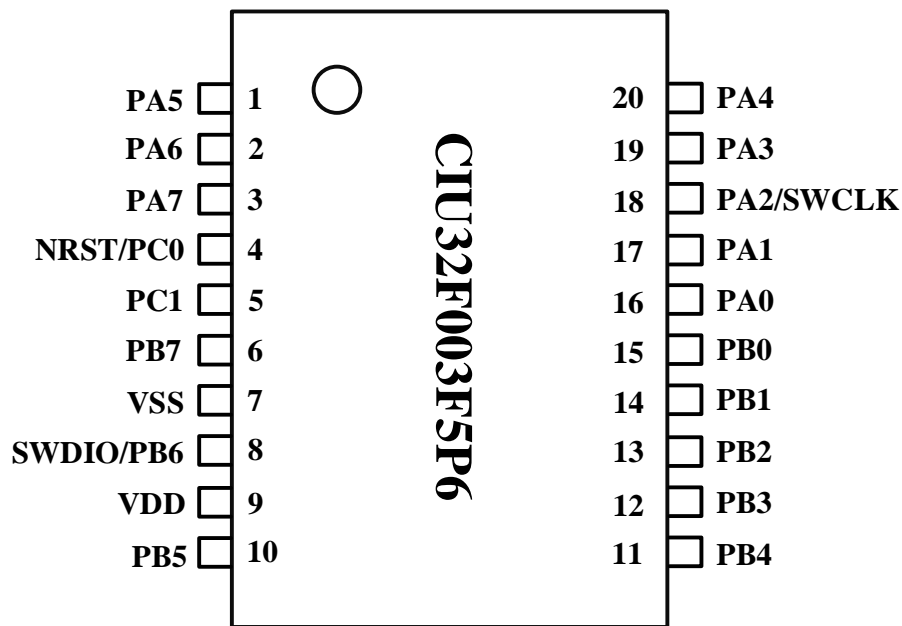 PA5 1 20 PA4
PA6 2 19 PA3
PA7 3 18 PA2/SWCLK
NRST/PC0 4 17 PA1
PC1 5 16 PA0
PB7 6 15 PB0
VSS 7 14 PB1
SWDIO/PB6 8 13 PB2
VDD 9 12 PB3
PB5 10 11 PB4
CIU32F003F5P6